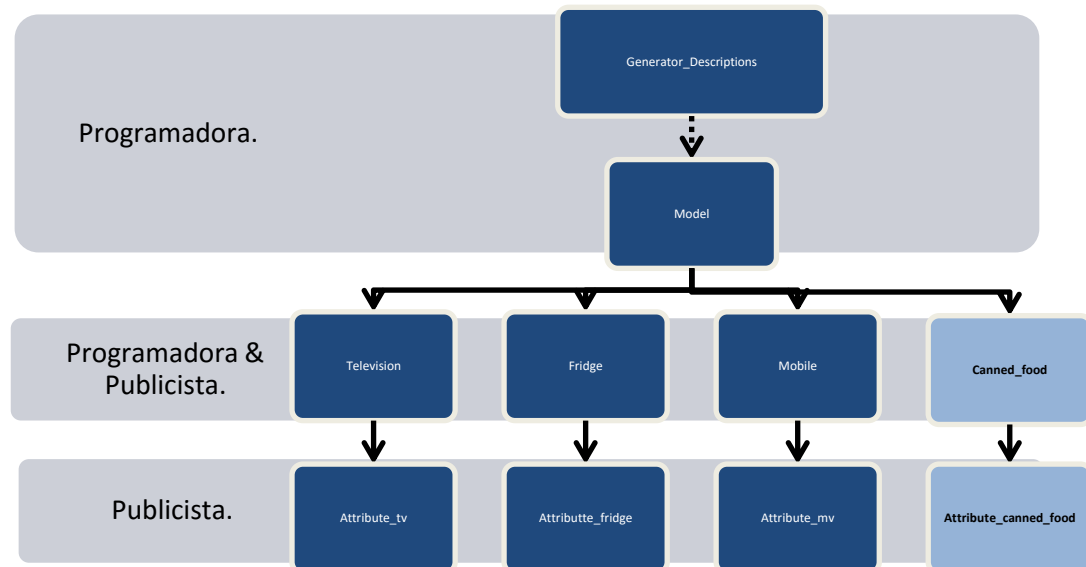 Generator_Descriptions
Programadora.
Model
Programadora &
Publicista.
Television
Fridge
Mobile
Canned_food
Publicista.
Attribute_tv
Attributte_fridge
Attribute_mv
Attribute_canned_food